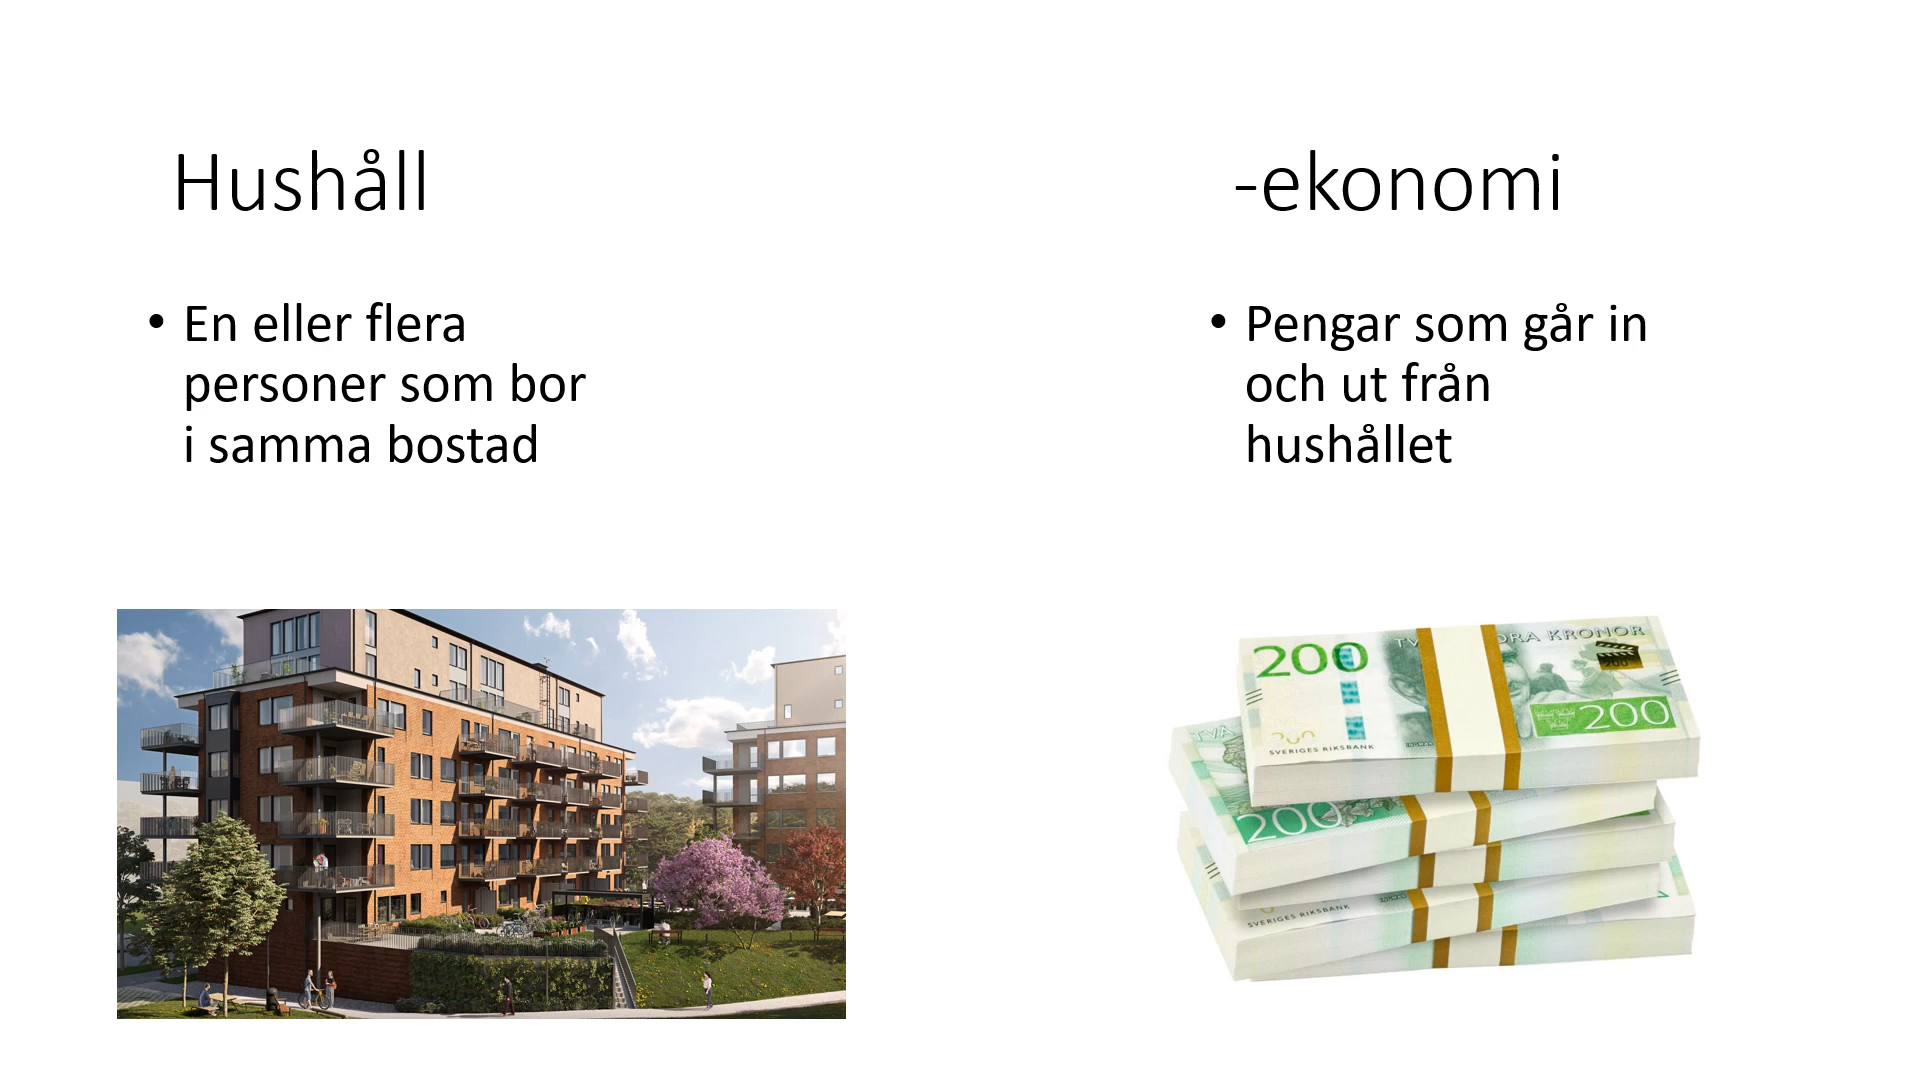 Hushåll
• En eller flera
personer som bor
i samma bostad
-ekonomi
• Pengar som går in
och ut från
hushållet
200
200
SVERIGES RIKSBANK
200
SVERIGES RIKSBANK